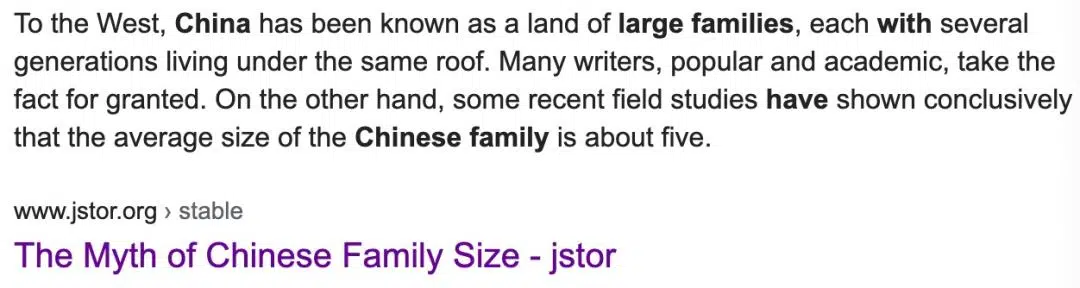 To the West, China has been known as a land of large families, each with several
generations living under the same roof. Many writers, popular and academic, take the
fact for granted. On the other hand, some recent field studies have shown conclusively
that the average size of the Chinese family is about five.
www.jstor.org › stable
The Myth of Chinese Family Size - jstor